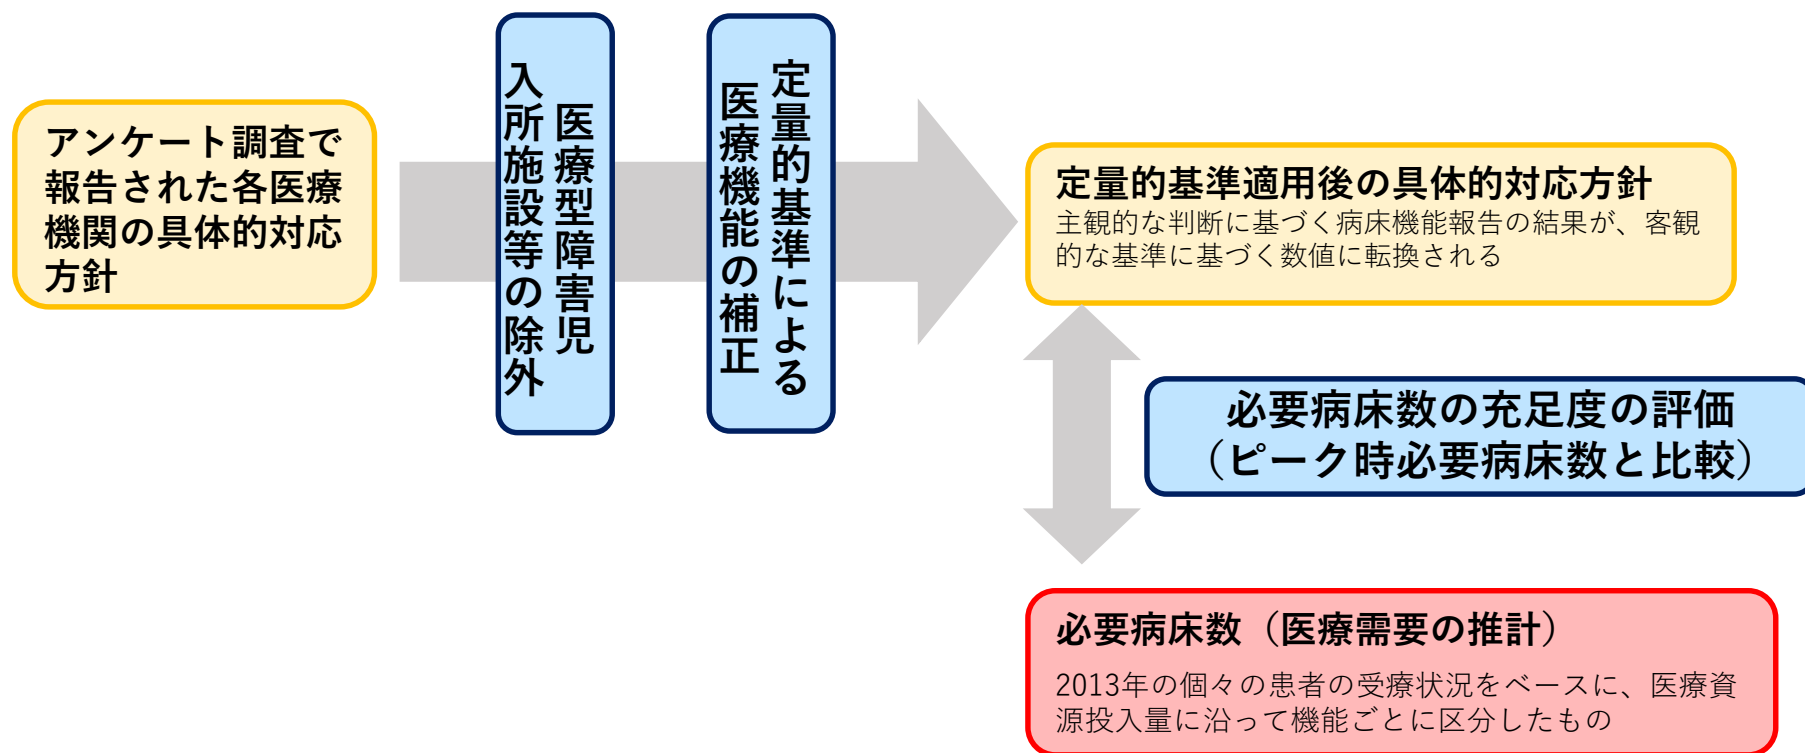 アンケート調査で
報告された各医療
機関の具体的対応
方針
医療型障害児
入所施設等の除外
定量的基準による
医療機能の補正
定量的基準適用後の具体的対応方針
主観的な判断に基づく病床機能報告の結果が、客観
的な基準に基づく数値に転換される
必要病床数の充足度の評価
（ピーク時必要病床数と比較）
必要病床数（医療需要の推計）
2013年の個々の患者の受療状況をベースに、医療資
源投入量に沿って機能ごとに区分したもの